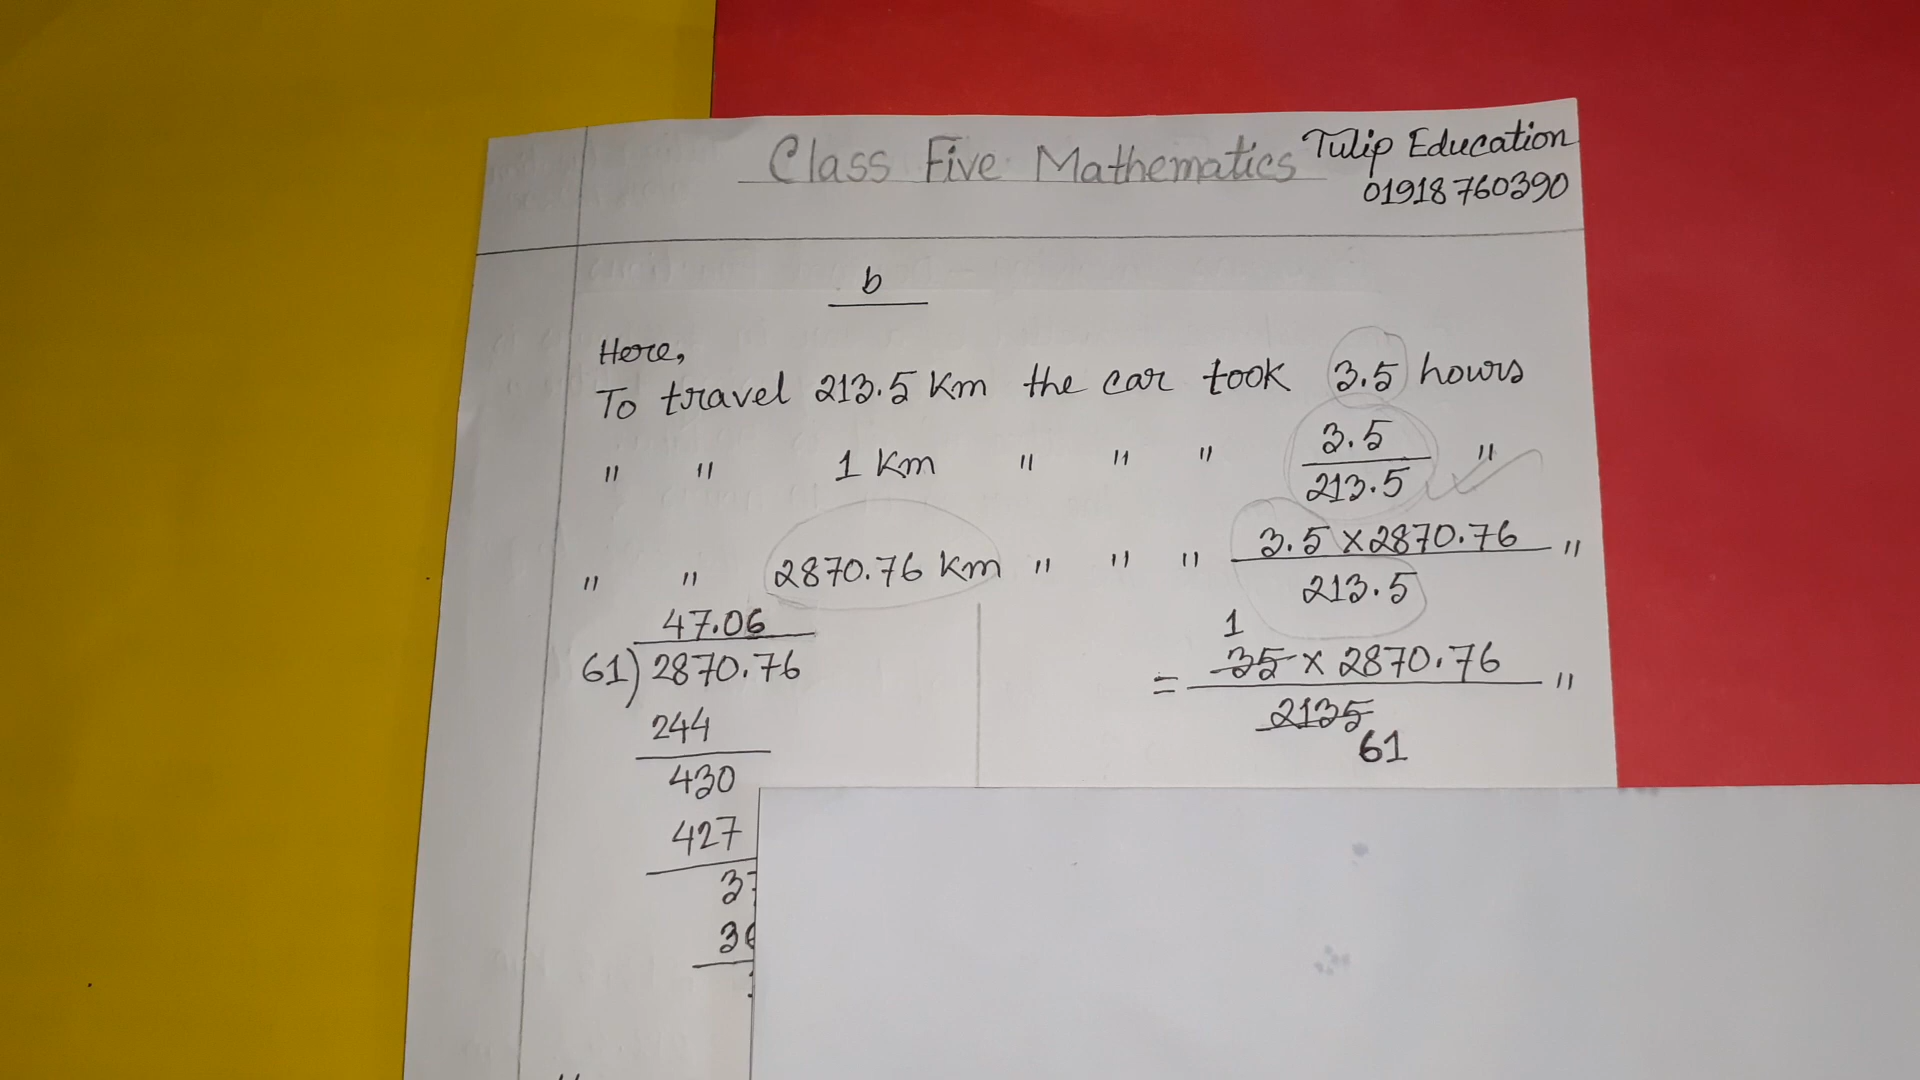 Class Five Mathematics
Tulip Education
01918760390
b
Here,
To travel 213.5 Km the car took 3.5 hours
" " 1 Km " " " 3.5 "
213.5
" " 2870.76 Km " " " 3.5 x 2870.76 "
213.5
47.06
61) 2870.76
244
430
427
3
3
1
= 35 x 2870.76 "
2135
61